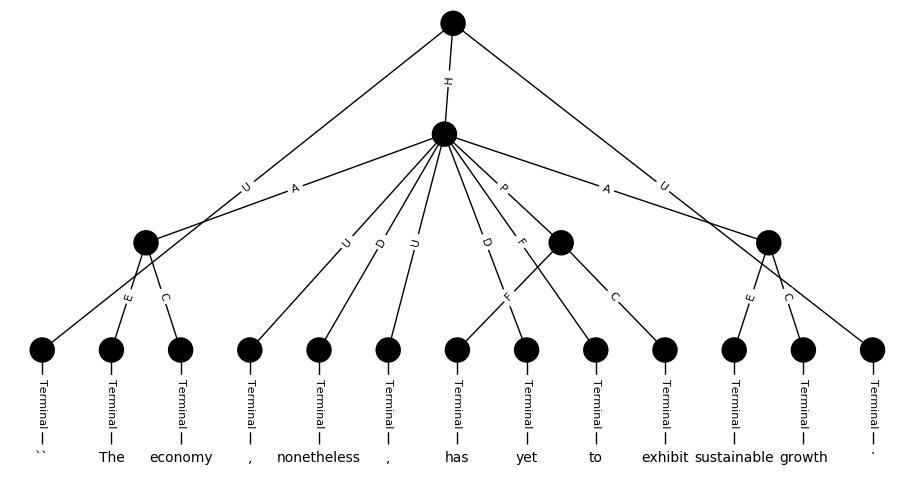 H
U A P A U
U D U D F
E C F C E C
Terminal Terminal Terminal Terminal Terminal Terminal Terminal Terminal Terminal Terminal Terminal Terminal Terminal
`` The economy , nonetheless , has yet to exhibit sustainable growth .